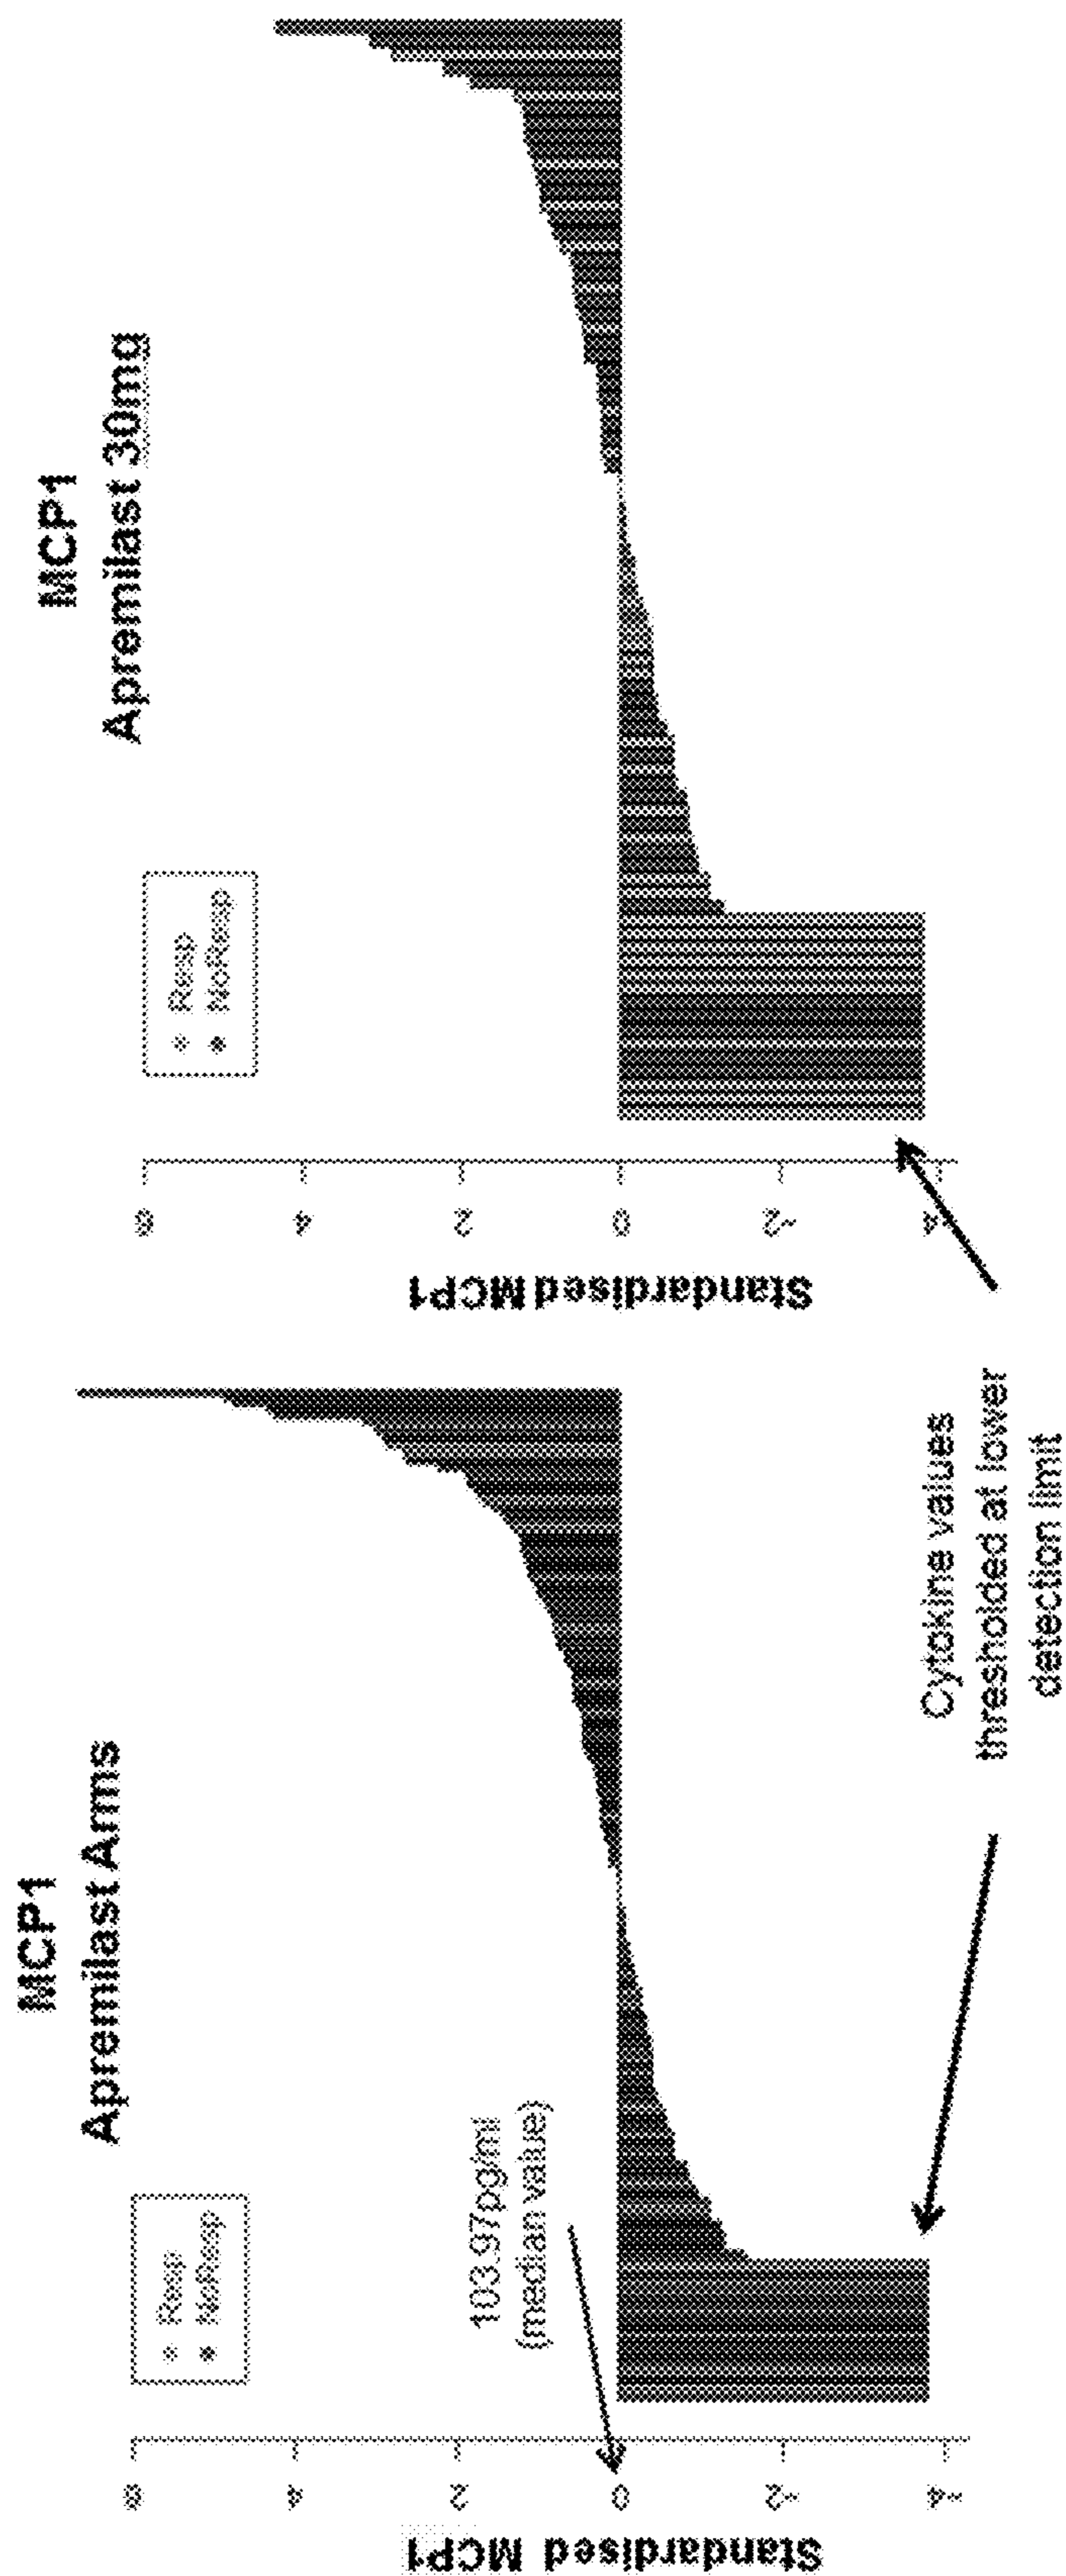 MCP1
Apremilast Arms
Resp
NoResp
103.97pg/ml
(median value)
Standardised MCP1
6
4
2
0
-2
-4
Cytokine values
thresholded at lower
detection limit
MCP1
Apremilast 30mg
Resp
NoResp
Standardised MCP1
6
4
2
0
-2
-4